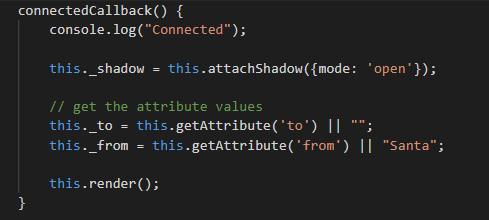 connectedCallback() {
console.log("Connected");
this._shadow = this.attachShadow({mode: 'open'});
// get the attribute values
this._to = this.getAttribute('to') || "";
this._from = this.getAttribute('from') || "Santa";
this.render();
}